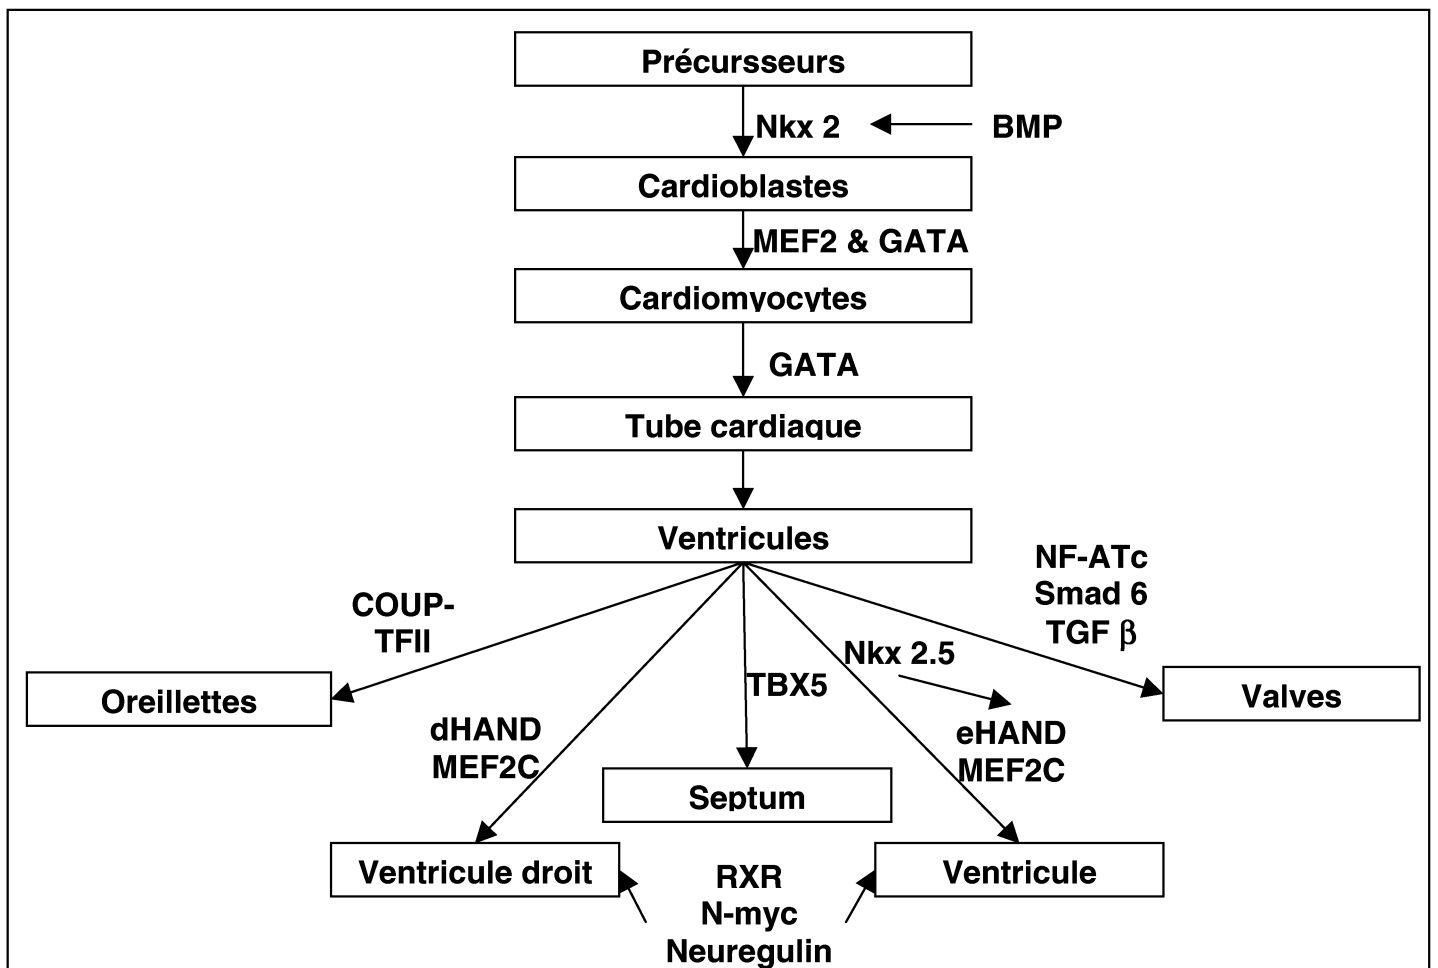 Précursseurs
Nkx 2
BMP
Cardioblastes
MEF2 & GATA
Cardiomyocytes
GATA
Tube cardiaque
Ventricules
NF-ATc
Smad 6
TGF β
COUP-
TFII
Nkx 2.5
TBX5
Oreillettes
Valves
dHAND
MEF2C
eHAND
MEF2C
Septum
Ventricule droit
Ventricule
RXR
N-myc
Neuregulin